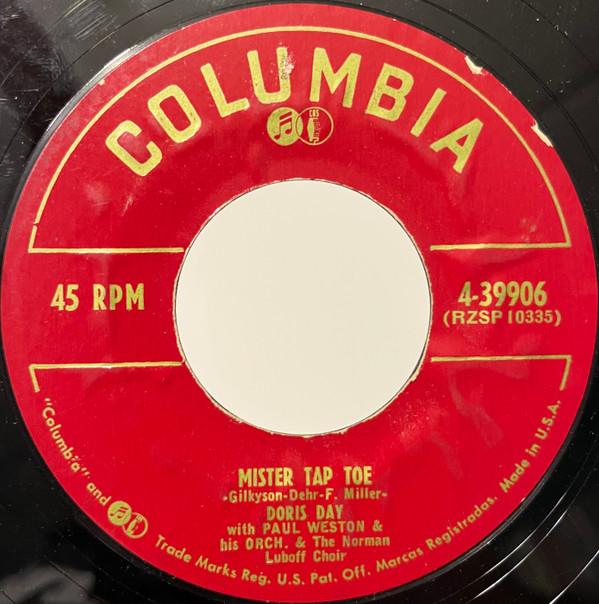 COLUMBIA
45 RPM
4-39906
(RZSP 10335)
MISTER TAP TOE
-Gilkyson-Dehr-F. Miller-
DORIS DAY
with PAUL WESTON &
his ORCH. & The Norman
Luboff Choir
"Columbia" and Trade Marks Reg. U.S. Pat. Off. Marcas Registradas. Made in U.S.A.